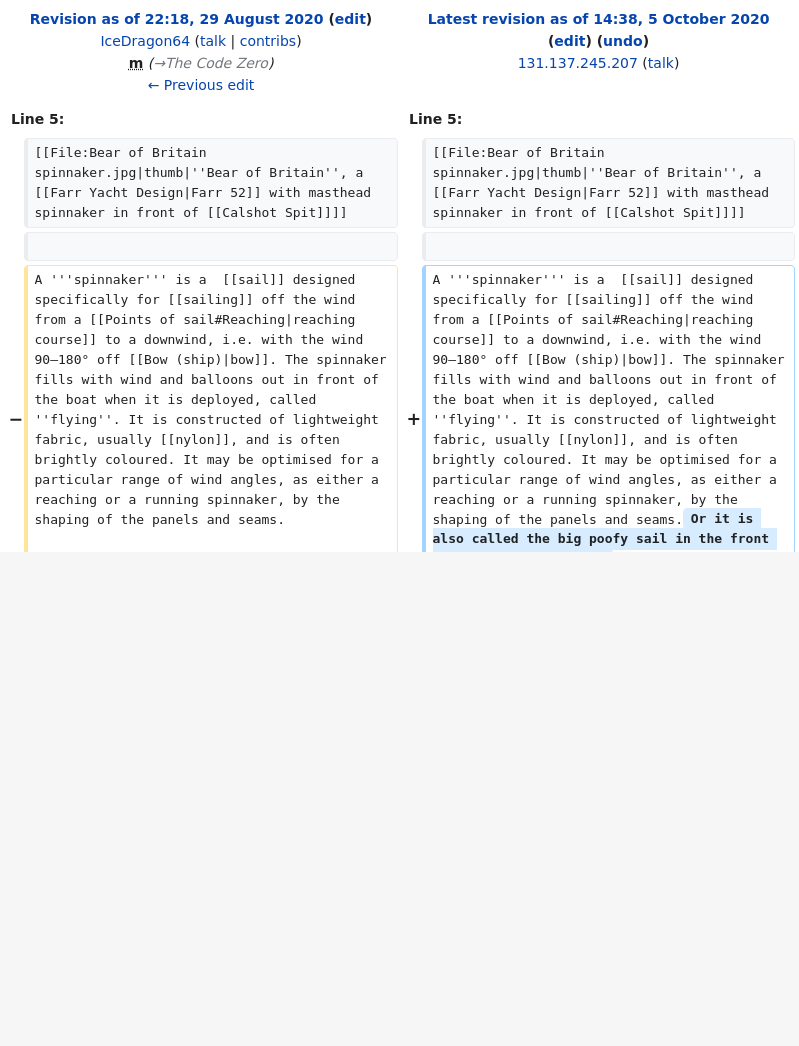 Revision as of 22:18, 29 August 2020 (edit)
IceDragon64 (talk | contribs)
m (→The Code Zero)
← Previous edit
Latest revision as of 14:38, 5 October 2020
(edit) (undo)
131.137.245.207 (talk)
Line 5:
Line 5:
[[File:Bear of Britain
spinnaker.jpg|thumb|''Bear of Britain'', a
[[Farr Yacht Design|Farr 52]] with masthead
spinnaker in front of [[Calshot Spit]]]]
[[File:Bear of Britain
spinnaker.jpg|thumb|''Bear of Britain'', a
[[Farr Yacht Design|Farr 52]] with masthead
spinnaker in front of [[Calshot Spit]]]]
−
A '''spinnaker''' is a  [[sail]] designed
specifically for [[sailing]] off the wind
from a [[Points of sail#Reaching|reaching
course]] to a downwind, i.e. with the wind
90–180° off [[Bow (ship)|bow]]. The spinnaker
fills with wind and balloons out in front of
the boat when it is deployed, called
''flying''. It is constructed of lightweight
fabric, usually [[nylon]], and is often
brightly coloured. It may be optimised for a
particular range of wind angles, as either a
reaching or a running spinnaker, by the
shaping of the panels and seams.
+
A '''spinnaker''' is a  [[sail]] designed
specifically for [[sailing]] off the wind
from a [[Points of sail#Reaching|reaching
course]] to a downwind, i.e. with the wind
90–180° off [[Bow (ship)|bow]]. The spinnaker
fills with wind and balloons out in front of
the boat when it is deployed, called
''flying''. It is constructed of lightweight
fabric, usually [[nylon]], and is often
brightly coloured. It may be optimised for a
particular range of wind angles, as either a
reaching or a running spinnaker, by the
shaping of the panels and seams. Or it is
also called the big poofy sail in the front